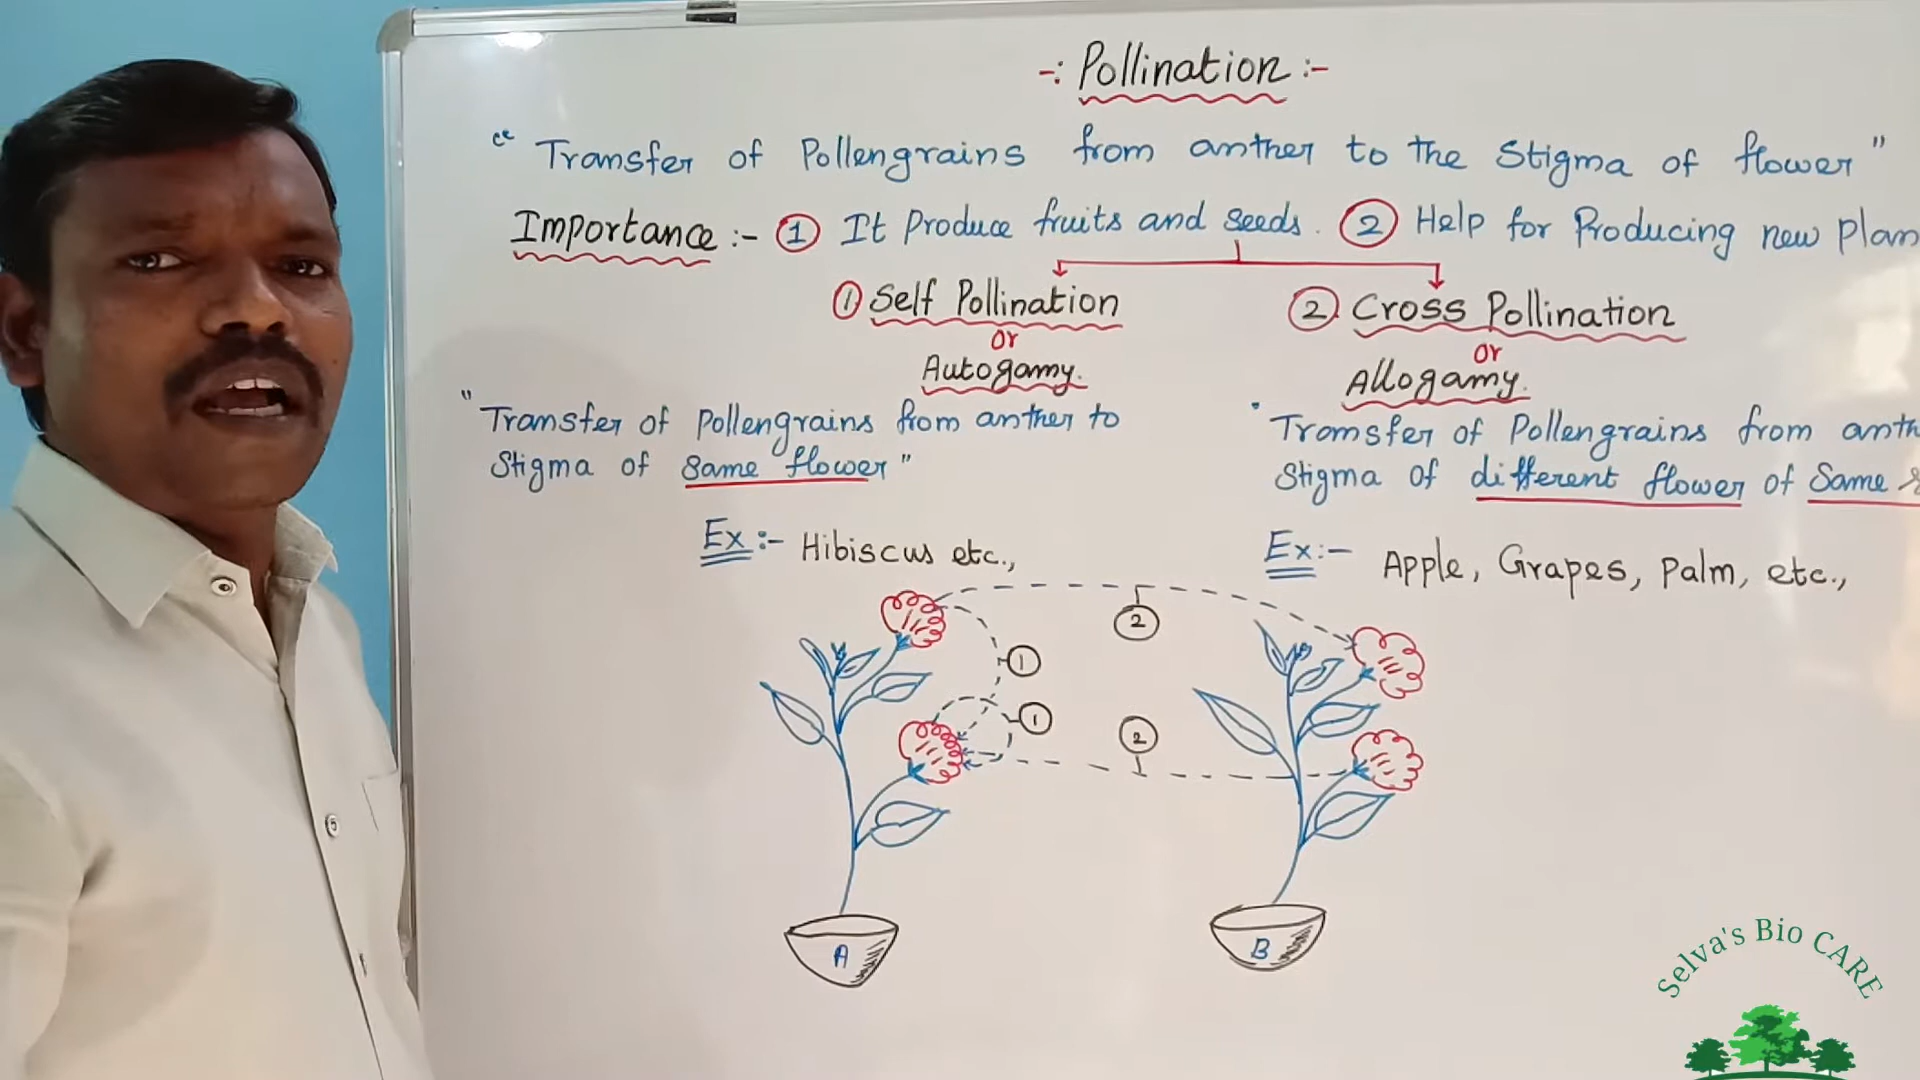 -: Pollination :-
" Transfer of Pollengrains from anther to the Stigma of flower "
Importance :- 1 It Produce fruits and seeds. 2 Help for Producing new Plan
1 Self Pollination
or
Autogamy.
2 Cross Pollination
or
Allogamy.
" Transfer of Pollengrains from anther to
Stigma of Same flower "
Ex :- Hibiscus etc.,
" Transfer of Pollengrains from anth
Stigma of different flower of Same
Ex :- Apple, Grapes, Palm, etc.,
2
1
1
2
A
B
Selva's Bio CARE